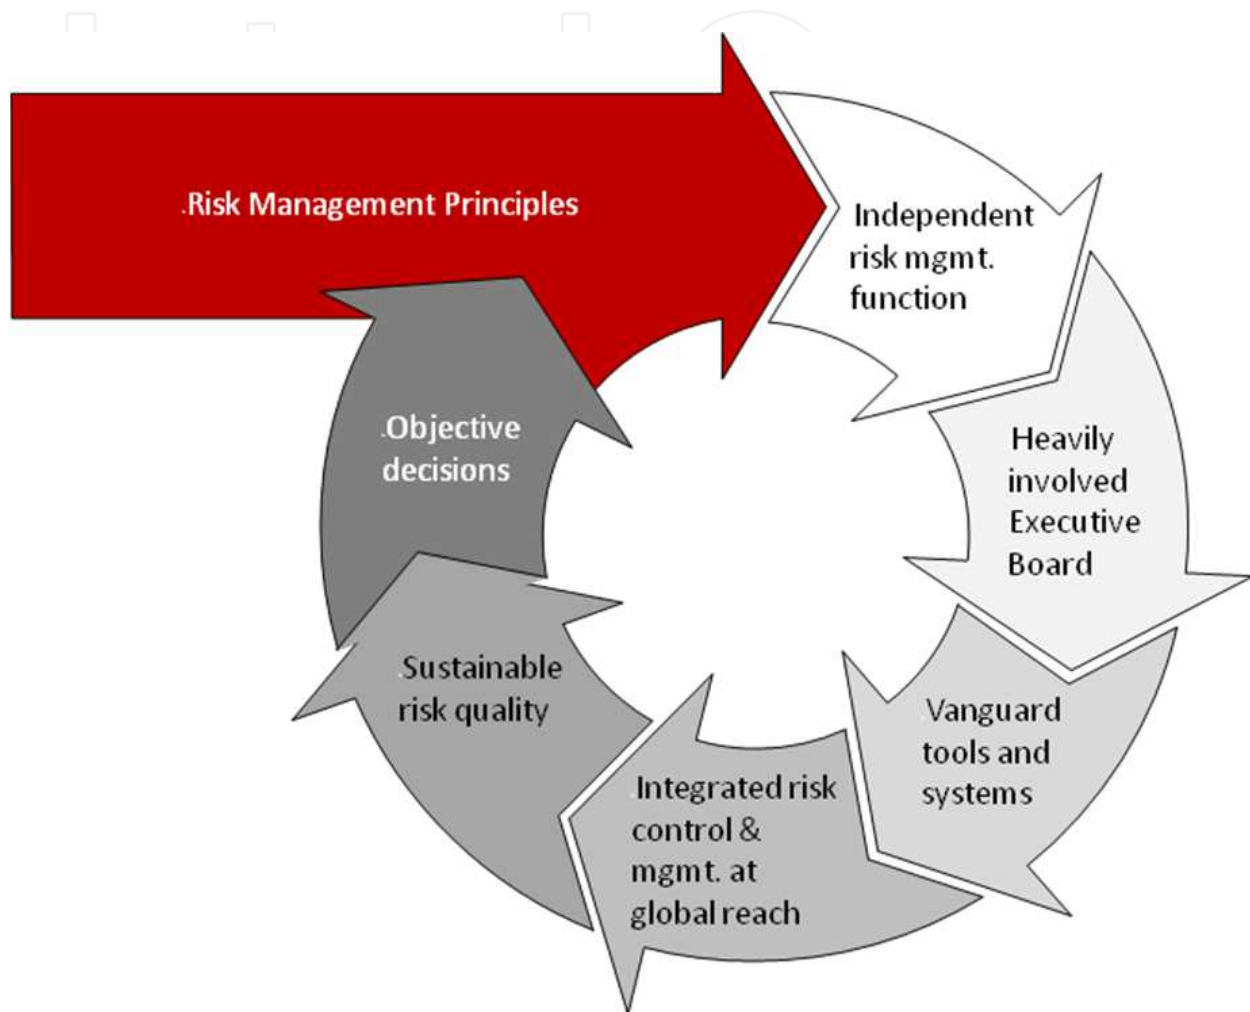 .Risk Management Principles
Independent
risk mgmt.
function
Heavily
involved
Executive
Board
.Vanguard
tools and
systems
.Integrated risk
control &
mgmt. at
global reach
.Sustainable
risk quality
.Objective
decisions